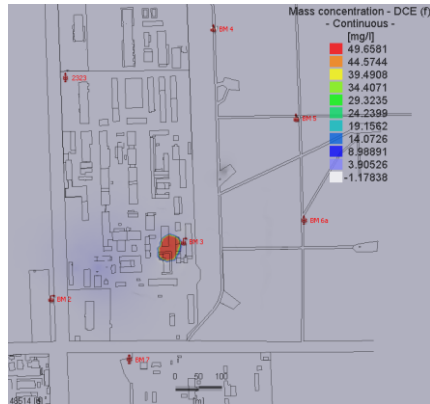 Mass concentration - DCE (f)
- Continuous -
[mg/l]
49.6581
44.5744
39.4908
34.4071
29.3235
24.2399
19.1562
14.0726
8.98891
3.90526
-1.17838
BM 4
2323
BM 5
BM 6a
BM 3
BM 2
BM 7
0 50 100
[m]